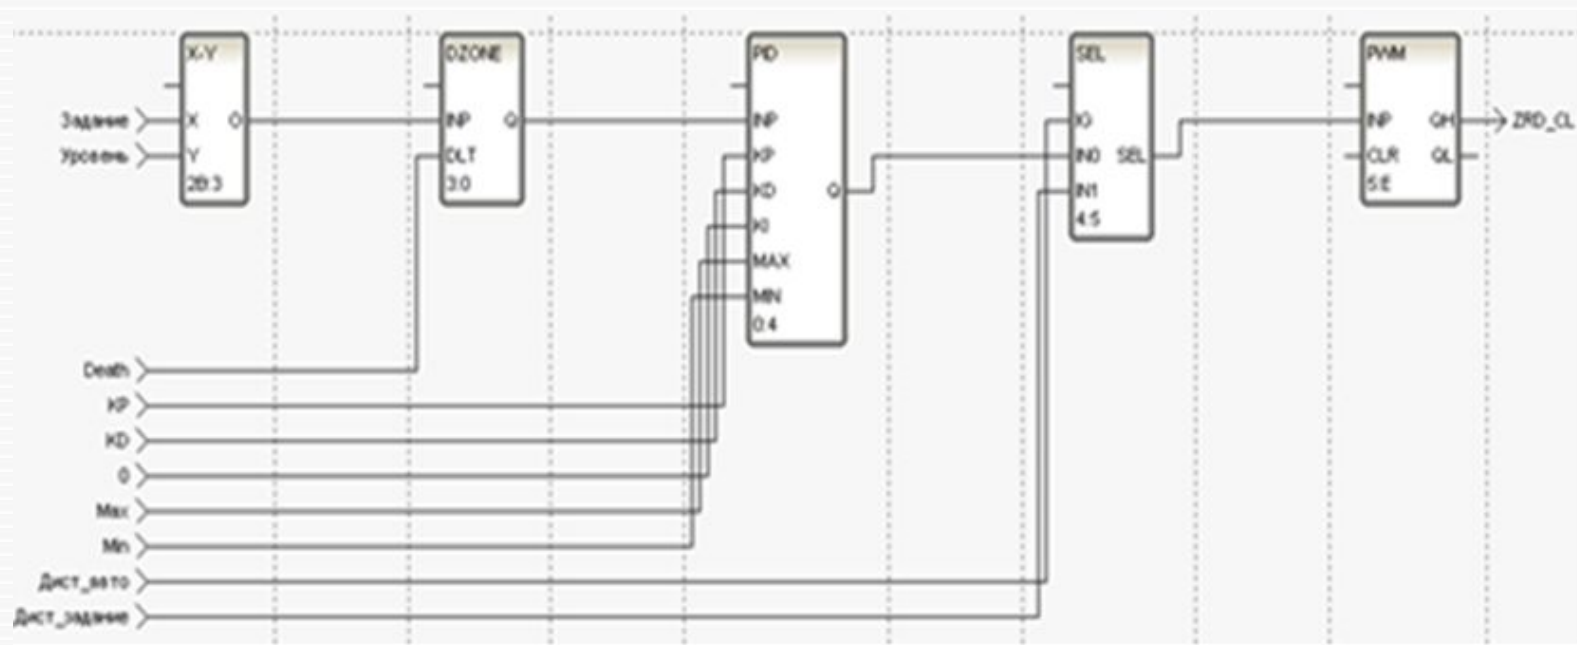 X-Y
Задание
X
Q
Уровень
Y
28:3
DZONE
INP
Q
DLT
3:0
PID
INP
KP
KD
KI
MAX
MIN
Q
0:4
SEL
IG
IN0
SEL
IN1
4:5
PWM
INP
QH
ZRD_CL
CLR
QL
5:E
Death
KP
KD
0
Max
Min
Дист_авто
Дист_задание